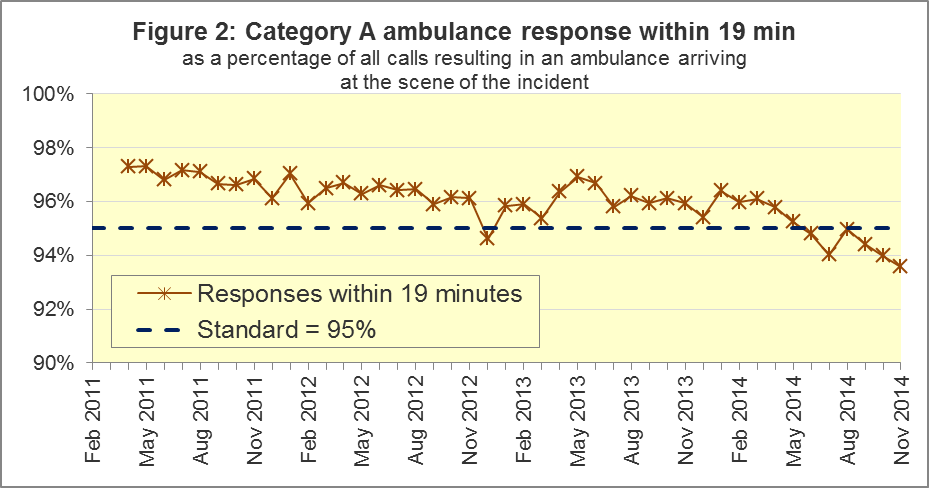 Figure 2: Category A ambulance response within 19 min
as a percentage of all calls resulting in an ambulance arriving
at the scene of the incident
100%
98%
96%
94%
92%
90%
Responses within 19 minutes
Standard = 95%
Feb 2011
May 2011
Aug 2011
Nov 2011
Feb 2012
May 2012
Aug 2012
Nov 2012
Feb 2013
May 2013
Aug 2013
Nov 2013
Feb 2014
May 2014
Aug 2014
Nov 2014